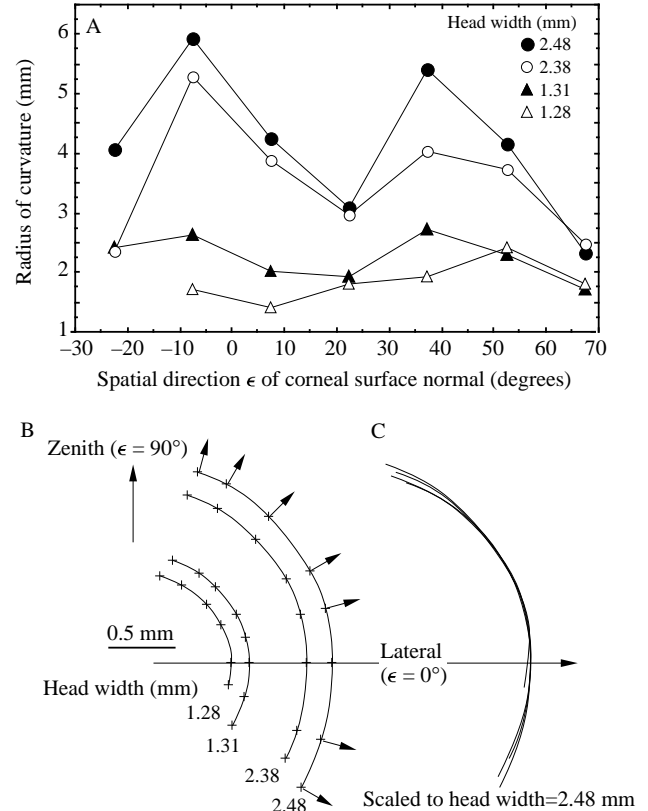 A
Head width (mm)
2.48
2.38
1.31
1.28
6
5
4
3
2
1
Radius of curvature (mm)
–30 –20 –10 0 10 20 30 40 50 60 70
Spatial direction ϵ of corneal surface normal (degrees)
B
Zenith (ϵ = 90°)
0.5 mm
Head width (mm)
1.28
1.31
2.38
2.48
Lateral
(ϵ = 0°)
C
Scaled to head width=2.48 mm